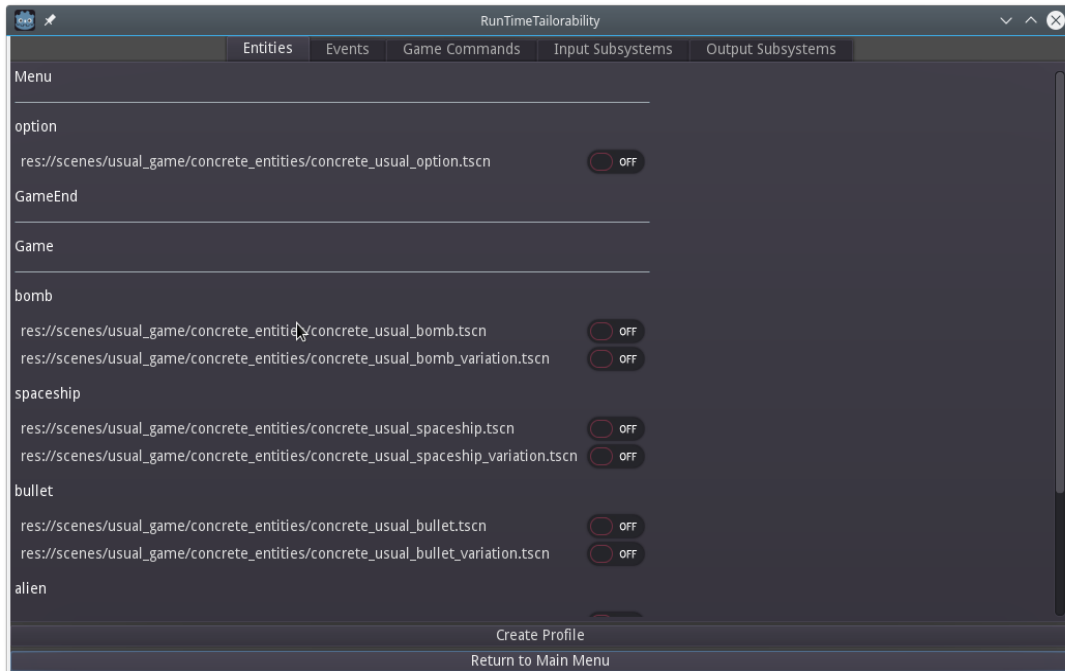 RunTimeTailorability
Entities Events Game Commands Input Subsystems Output Subsystems
Menu
option
res://scenes/usual_game/concrete_entities/concrete_usual_option.tscn OFF
GameEnd
Game
bomb
res://scenes/usual_game/concrete_entities/concrete_usual_bomb.tscn OFF
res://scenes/usual_game/concrete_entities/concrete_usual_bomb_variation.tscn OFF
spaceship
res://scenes/usual_game/concrete_entities/concrete_usual_spaceship.tscn OFF
res://scenes/usual_game/concrete_entities/concrete_usual_spaceship_variation.tscn OFF
bullet
res://scenes/usual_game/concrete_entities/concrete_usual_bullet.tscn OFF
res://scenes/usual_game/concrete_entities/concrete_usual_bullet_variation.tscn OFF
alien
Create Profile
Return to Main Menu